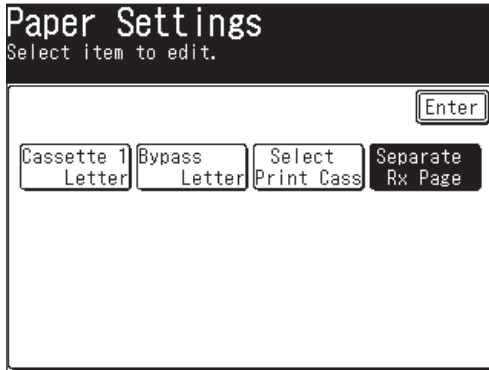 Paper Settings
Select item to edit.
Enter
Cassette 1 Bypass Select Separate
Letter Letter Print Cass Rx Page